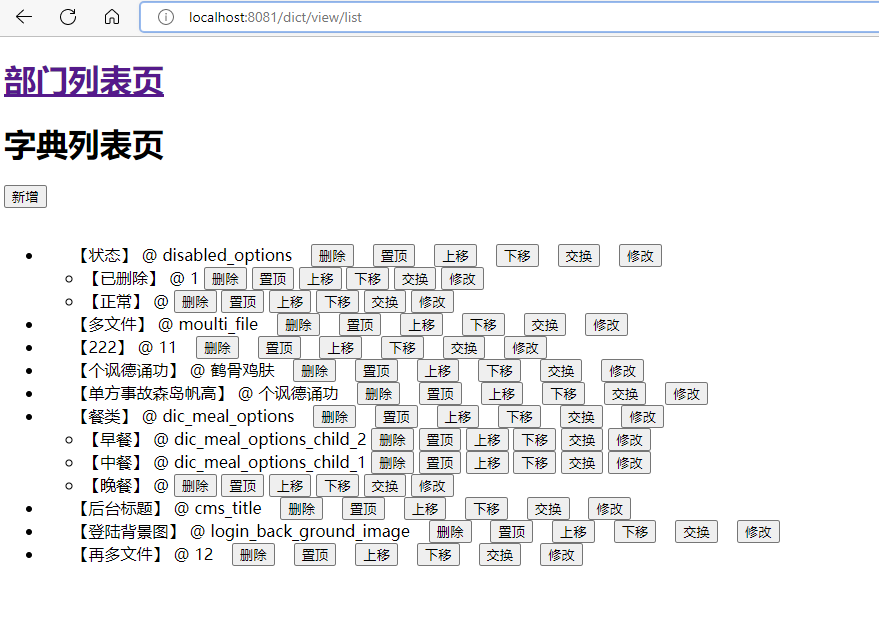 localhost:8081/dict/view/list
部门列表页
字典列表页
新增
【状态】 @ disabled_options 删除 置顶 上移 下移 交换 修改
【已删除】 @ 1 删除 置顶 上移 下移 交换 修改
【正常】 @ 删除 置顶 上移 下移 交换 修改
【多文件】 @ moulti_file 删除 置顶 上移 下移 交换 修改
【222】 @ 11 删除 置顶 上移 下移 交换 修改
【个讽德诵功】 @ 鹤骨鸡肤 删除 置顶 上移 下移 交换 修改
【单方事故森岛帆高】 @ 个讽德诵功 删除 置顶 上移 下移 交换 修改
【餐类】 @ dic_meal_options 删除 置顶 上移 下移 交换 修改
【早餐】 @ dic_meal_options_child_2 删除 置顶 上移 下移 交换 修改
【中餐】 @ dic_meal_options_child_1 删除 置顶 上移 下移 交换 修改
【晚餐】 @ 删除 置顶 上移 下移 交换 修改
【后台标题】 @ cms_title 删除 置顶 上移 下移 交换 修改
【登陆背景图】 @ login_back_ground_image 删除 置顶 上移 下移 交换 修改
【再多文件】 @ 12 删除 置顶 上移 下移 交换 修改